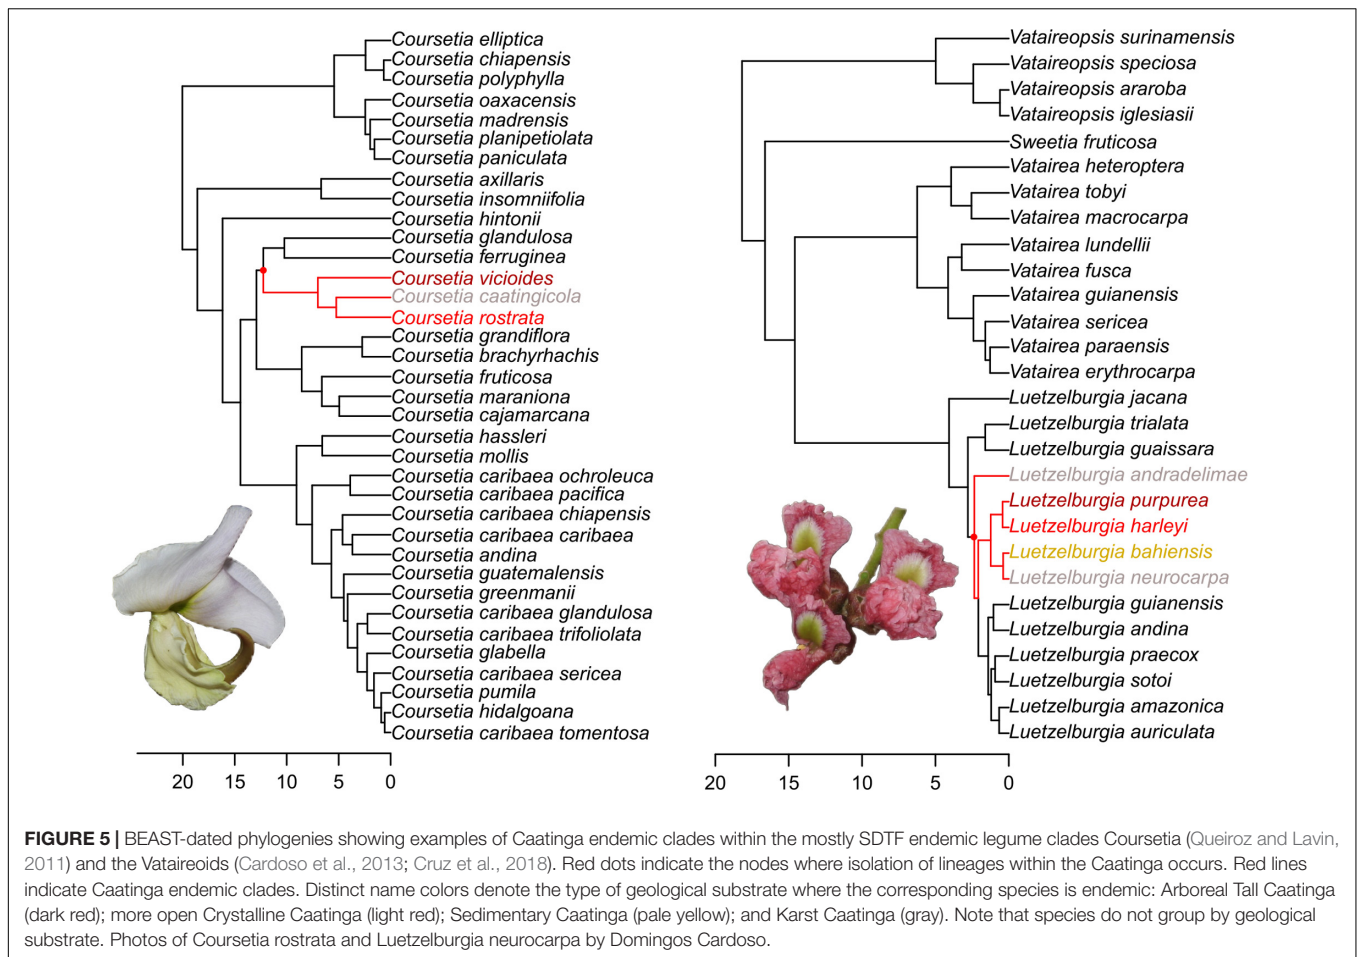 Coursetia elliptica
Coursetia chiapensis
Coursetia polyphylla
Coursetia oaxacensis
Coursetia madrensis
Coursetia planipetiolata
Coursetia paniculata
Coursetia axillaris
Coursetia insomniifolia
Coursetia hintonii
Coursetia glandulosa
Coursetia ferruginea
Coursetia vicioides
Coursetia caatingicola
Coursetia rostrata
Coursetia grandiflora
Coursetia brachyrhachis
Coursetia fruticosa
Coursetia maraniona
Coursetia cajamarcana
Coursetia hassleri
Coursetia mollis
Coursetia caribaea ochroleuca
Coursetia caribaea pacifica
Coursetia caribaea chiapensis
Coursetia caribaea caribaea
Coursetia andina
Coursetia guatemalensis
Coursetia greenmanii
Coursetia caribaea glandulosa
Coursetia caribaea trifoliolata
Coursetia glabella
Coursetia caribaea sericea
Coursetia pumila
Coursetia hidalgoana
Coursetia caribaea tomentosa
20 15 10 5 0
Vataireopsis surinamensis
Vataireopsis speciosa
Vataireopsis araroba
Vataireopsis iglesiasii
Sweetia fruticosa
Vatairea heteroptera
Vatairea tobyi
Vatairea macrocarpa
Vatairea lundellii
Vatairea fusca
Vatairea guianensis
Vatairea sericea
Vatairea paraensis
Vatairea erythrocarpa
Luetzelburgia jacana
Luetzelburgia trialata
Luetzelburgia guaissara
Luetzelburgia andradelimae
Luetzelburgia purpurea
Luetzelburgia harleyi
Luetzelburgia bahiensis
Luetzelburgia neurocarpa
Luetzelburgia guianensis
Luetzelburgia andina
Luetzelburgia praecox
Luetzelburgia sotoi
Luetzelburgia amazonica
Luetzelburgia auriculata
20 15 10 5 0
FIGURE 5 | BEAST-dated phylogenies showing examples of Caatinga endemic clades within the mostly SDTF endemic legume clades Coursetia (Queiroz and Lavin,
2011) and the Vataireoids (Cardoso et al., 2013; Cruz et al., 2018). Red dots indicate the nodes where isolation of lineages within the Caatinga occurs. Red lines
indicate Caatinga endemic clades. Distinct name colors denote the type of geological substrate where the corresponding species is endemic: Arboreal Tall Caatinga
(dark red); more open Crystalline Caatinga (light red); Sedimentary Caatinga (pale yellow); and Karst Caatinga (gray). Note that species do not group by geological
substrate. Photos of Coursetia rostrata and Luetzelburgia neurocarpa by Domingos Cardoso.